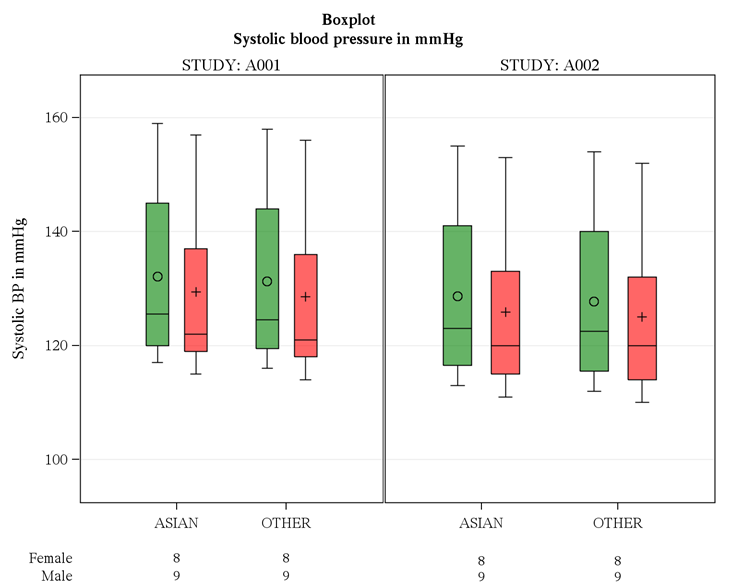 Boxplot
Systolic blood pressure in mmHg
STUDY: A001
STUDY: A002
Systolic BP in mmHg
160
140
120
100
ASIAN OTHER ASIAN OTHER
Female 8 8 8 8
Male 9 9 9 9